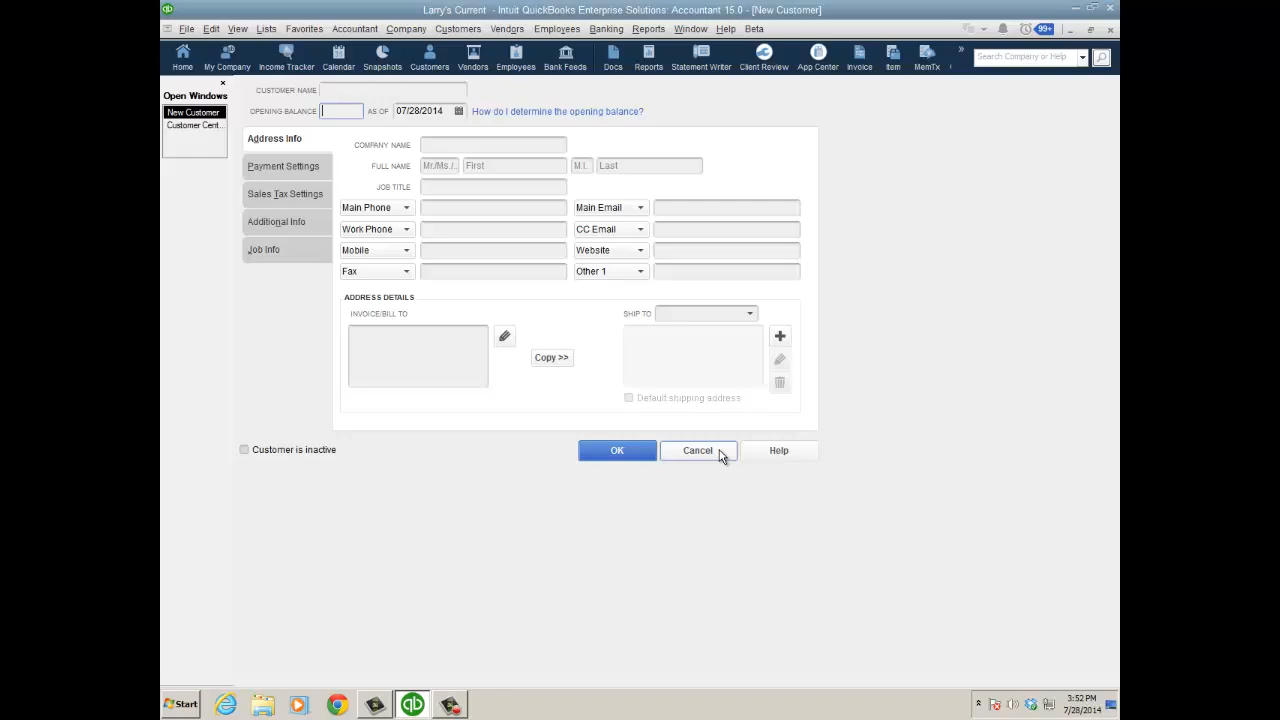 Larry's Current - Intuit QuickBooks Enterprise Solutions: Accountant 15.0 - [New Customer]
File Edit View Lists Favorites Accountant Company Customers Vendors Employees Banking Reports Window Help Beta 99+
Home My Company Income Tracker Calendar Snapshots Customers Vendors Employees Bank Feeds Docs Reports Statement Writer Client Review App Center Invoice Item MemTx Search Company or Help
Open Windows
New Customer
Customer Cent...
CUSTOMER NAME
OPENING BALANCE AS OF 07/28/2014 How do I determine the opening balance?
Address Info
Payment Settings
Sales Tax Settings
Additional Info
Job Info
COMPANY NAME
FULL NAME Mr./Ms./.. First M.I. Last
JOB TITLE
Main Phone Main Email
Work Phone CC Email
Mobile Website
Fax Other 1
ADDRESS DETAILS
INVOICE/BILL TO SHIP TO
Copy >>
Default shipping address
Customer is inactive OK Cancel Help
Start qb 3:52 PM
7/28/2014